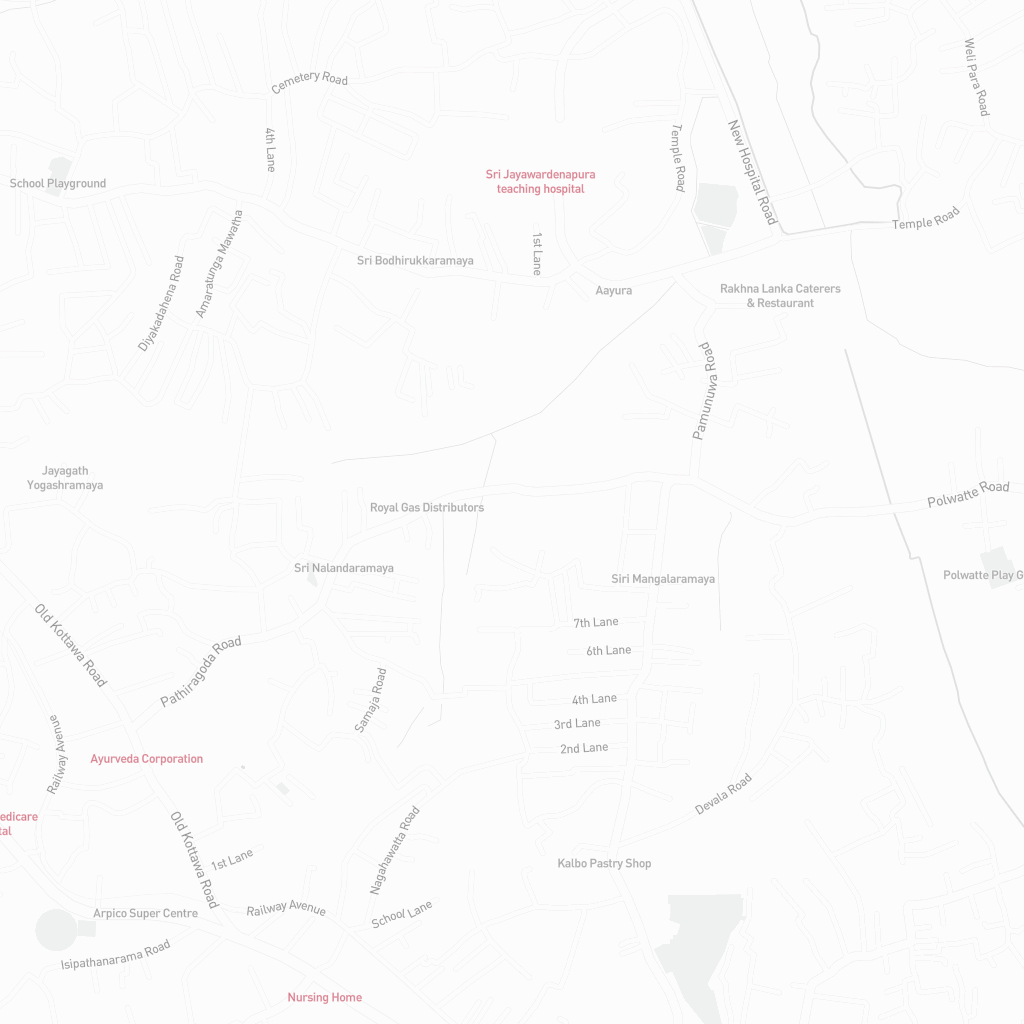 Weli Para Road
Cemetery Road
4th Lane
Temple Road
New Hospital Road
School Playground
Sri Jayawardenapura
teaching hospital
Temple Road
Amaratunga Mawatha
Diyakadahena Road
1st Lane
Sri Bodhirukkaramaya
Aayura
Rakhna Lanka Caterers
& Restaurant
Pamunuwa Road
Jayagath
Yogashramaya
Royal Gas Distributors
Polwatte Road
Sri Nalandaramaya
Siri Mangalaramaya
Polwatte Play G
Old Kottawa Road
7th Lane
Pathiragoda Road
6th Lane
Samaja Road
4th Lane
3rd Lane
2nd Lane
Railway Avenue
Ayurveda Corporation
Devala Road
edicare
tal
Old Kottawa Road
1st Lane
Nagahawatta Road
Kalbo Pastry Shop
Arpico Super Centre
Railway Avenue
School Lane
Isipathanarama Road
Nursing Home